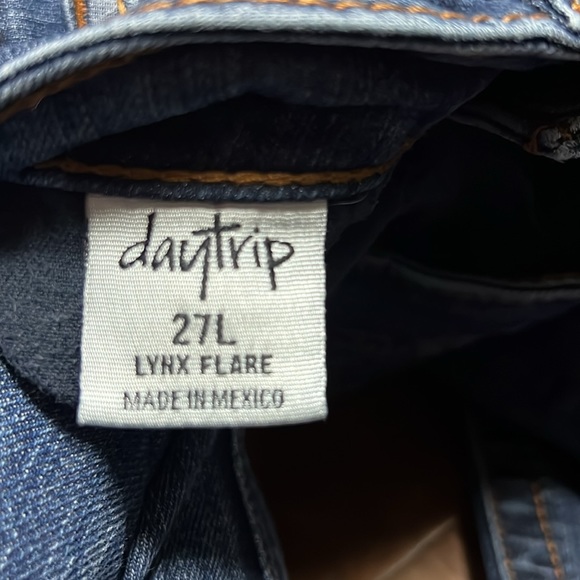 daytrip
27L
LYNX FLARE
MADE IN MEXICO